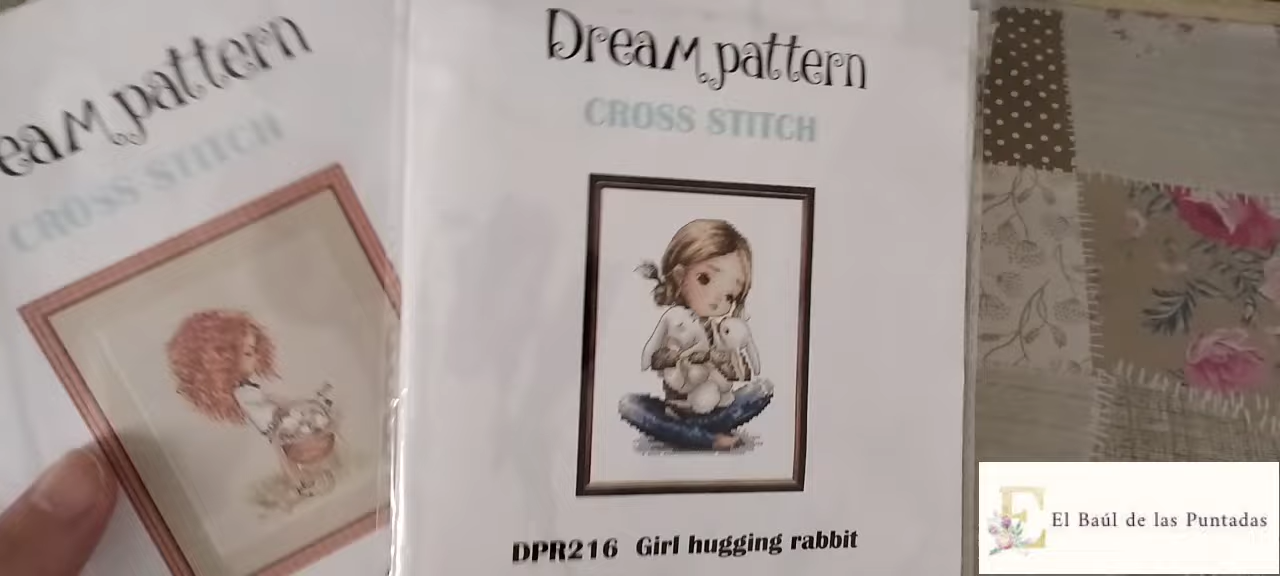 eaM pattern
CROSS STITCH
DreaM pattern
CROSS STITCH
DPR216 Girl hugging rabbit
E
El Baúl de las Puntadas